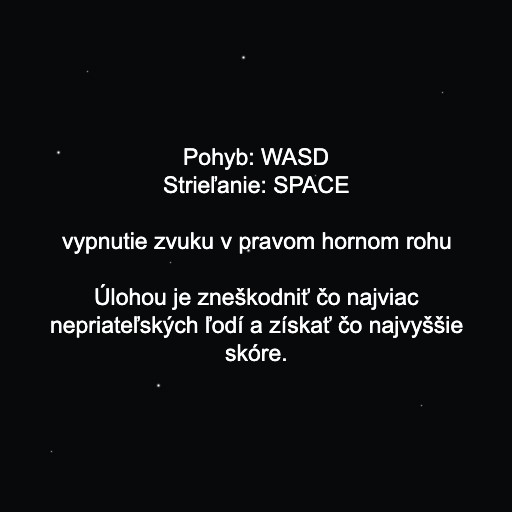 Pohyb: WASD
Strieľanie: SPACE
vypnutie zvuku v pravom hornom rohu
Úlohou je zneškodniť čo najviac
nepriateľských ľodí a získať čo najvyššie
skóre.